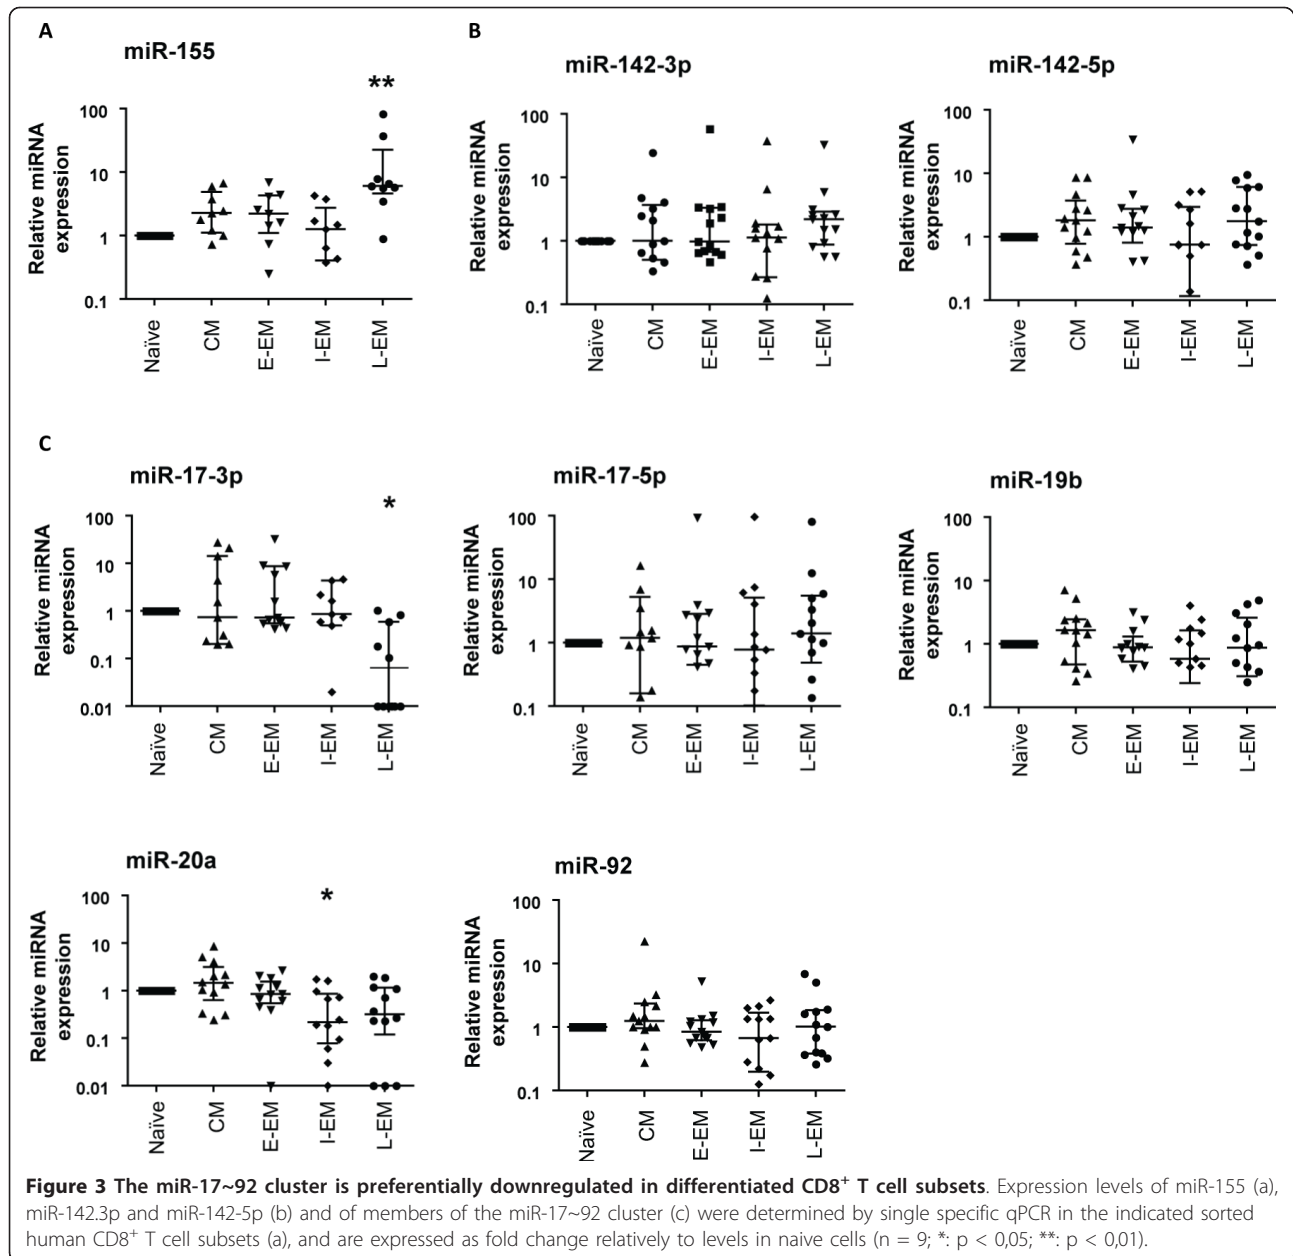 A
B
miR-155
miR-142-3p
miR-142-5p
**
Relative miRNA
expression
100
10
1
0.1
Naïve
CM
E-EM
I-EM
L-EM
Relative miRNA
expression
100
10
1
0.1
Naïve
CM
E-EM
I-EM
L-EM
Relative miRNA
expression
100
10
1
0.1
Naïve
CM
E-EM
I-EM
L-EM
C
miR-17-3p
miR-17-5p
miR-19b
*
Relative miRNA
expression
100
10
1
0.1
0.01
Naïve
CM
E-EM
I-EM
L-EM
Relative miRNA
expression
100
10
1
0.1
Naïve
CM
E-EM
I-EM
L-EM
Relative miRNA
expression
100
10
1
0.1
Naïve
CM
E-EM
I-EM
L-EM
miR-20a
miR-92
*
Relative miRNA
expression
100
10
1
0.1
0.01
Naïve
CM
E-EM
I-EM
L-EM
Relative miRNA
expression
100
10
1
0.1
Naïve
CM
E-EM
I-EM
L-EM
Figure 3 The miR-17~92 cluster is preferentially downregulated in differentiated CD8⁺ T cell subsets. Expression levels of miR-155 (a),
miR-142.3p and miR-142-5p (b) and of members of the miR-17~92 cluster (c) were determined by single specific qPCR in the indicated sorted
human CD8⁺ T cell subsets (a), and are expressed as fold change relatively to levels in naive cells (n = 9; *: p < 0,05; **: p < 0,01).